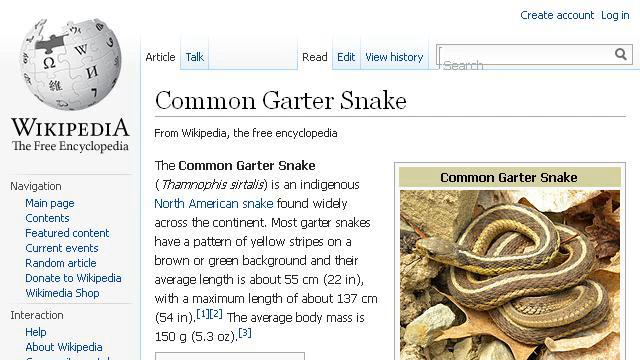 Create account Log in
Article Talk Read Edit View history Search
WIKIPEDIA
The Free Encyclopedia
Common Garter Snake
From Wikipedia, the free encyclopedia
The Common Garter Snake
(Thamnophis sirtalis) is an indigenous
North American snake found widely
across the continent. Most garter snakes
have a pattern of yellow stripes on a
brown or green background and their
average length is about 55 cm (22 in),
with a maximum length of about 137 cm
(54 in).[1][2] The average body mass is
150 g (5.3 oz).[3]
Common Garter Snake
Navigation
Main page
Contents
Featured content
Current events
Random article
Donate to Wikipedia
Wikimedia Shop
Interaction
Help
About Wikipedia